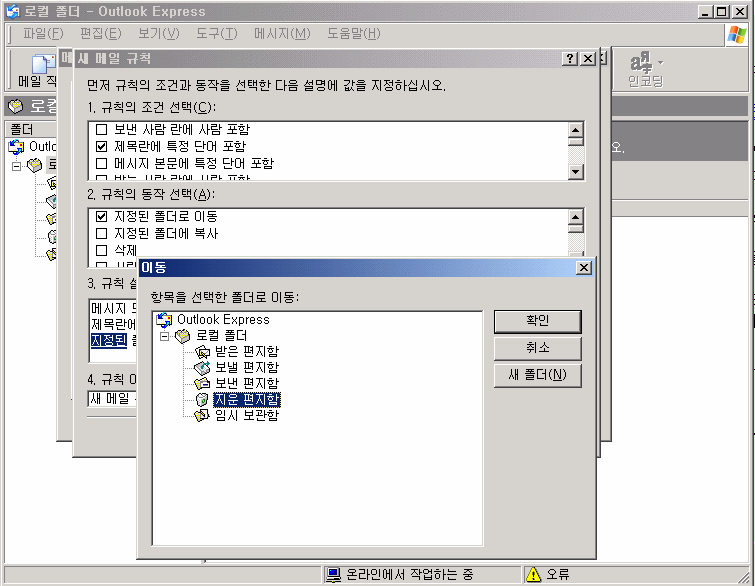 로컬 폴더 - Outlook Express
파일(F) 편집(E) 보기(V) 도구(T) 메시지(M) 도움말(H)
메
새 메일 규칙
메일 작
인코딩
먼저 규칙의 조건과 동작을 선택한 다음 설명에 값을 지정하십시오.
로컬
1. 규칙의 조건 선택(C):
폴더
보낸 사람 란에 사람 포함
제목란에 특정 단어 포함
메시지 본문에 특정 단어 포함
받는 사람 란에 사람 포함
Outlo
오.
로
2. 규칙의 동작 선택(A):
지정된 폴더로 이동
지정된 폴더에 복사
삭제
이동
3. 규칙 설
항목을 선택한 폴더로 이동:
메시지 도
제목란에
지정된
Outlook Express
로컬 폴더
받은 편지함
보낼 편지함
보낸 편지함
지운 편지함
임시 보관함
확인
취소
새 폴더(N)
4. 규칙 이
새 메일
온라인에서 작업하는 중
오류